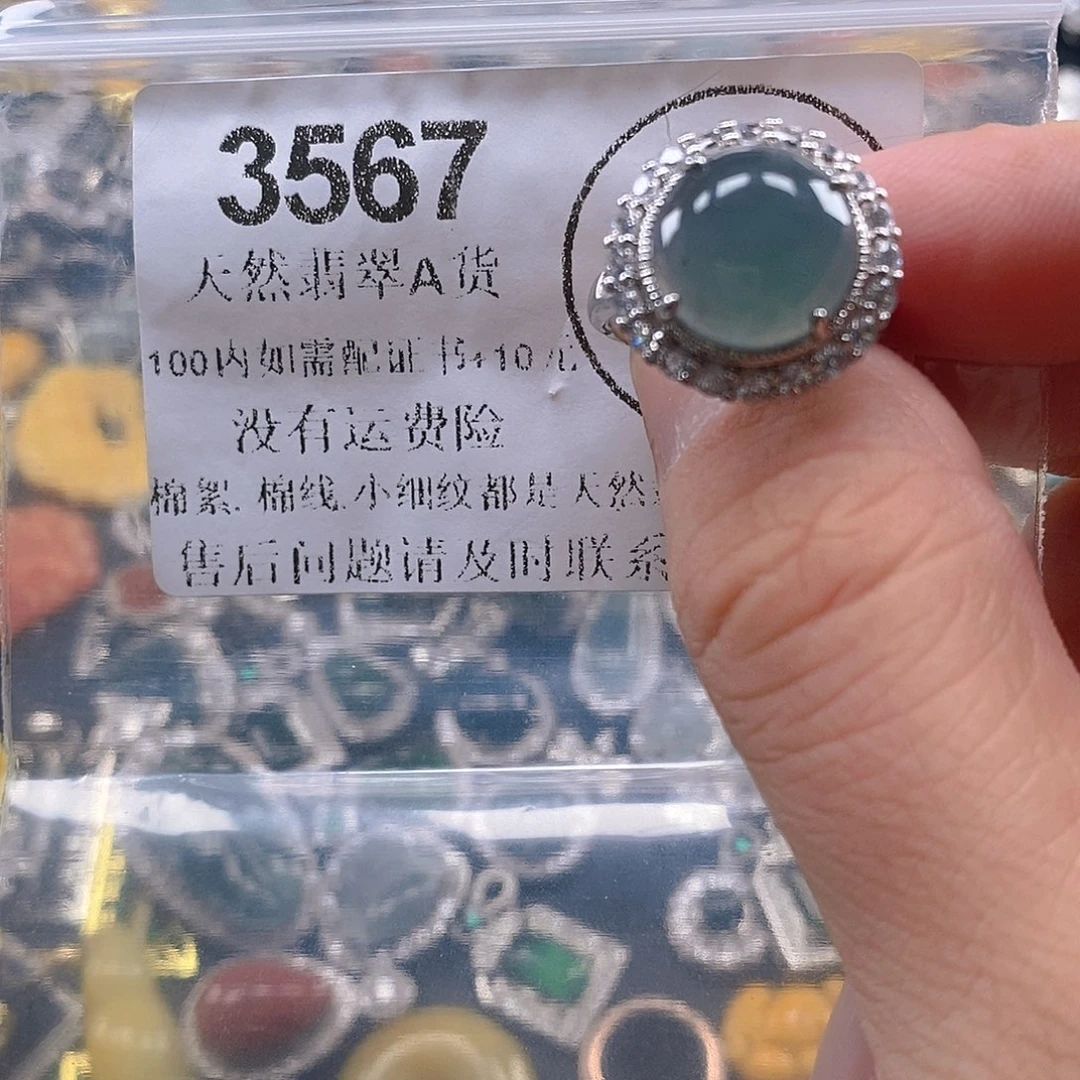 3567
天然翡翠A货
100内如需配证书+10元
没有运费险
棉絮.棉线.小细纹都是天然
售后问题请及时联系